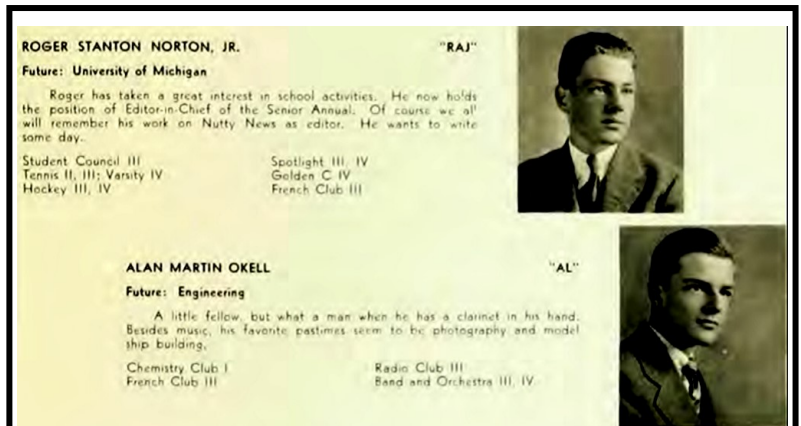 ROGER STANTON NORTON, JR. "RAJ"
Future: University of Michigan
Roger has taken a great interest in school activities. He now holds
the position of Editor-in-Chief of the Senior Annual. Of course we all
will remember his work on Nutty News as editor. He wants to write
some day.
Student Council III Spotlight III, IV
Tennis II, III; Varsity IV Golden C IV
Hockey III, IV French Club III
ALAN MARTIN OKELL "AL"
Future: Engineering
A little fellow, but what a man when he has a clarinet in his hand.
Besides music, his favorite pastimes seem to be photography and model
ship building.
Chemistry Club I Radio Club III
French Club III Band and Orchestra III, IV